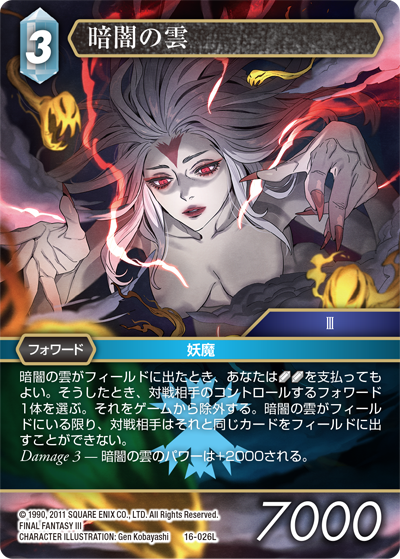 3
暗闇の雲
III
フォワード
妖魔
暗闇の雲がフィールドに出たとき、あなたはを支払っても
よい。そうしたとき、対戦相手のコントロールするフォワード
1体を選ぶ。それをゲームから除外する。暗闇の雲がフィール
ドにいる限り、対戦相手はそれと同じカードをフィールドに出
すことができない。
Damage 3 — 暗闇の雲のパワーは+2000される。
© 1990, 2011 SQUARE ENIX CO., LTD. All Rights Reserved.
FINAL FANTASY III
CHARACTER ILLUSTRATION: Gen Kobayashi
16-026L
7000